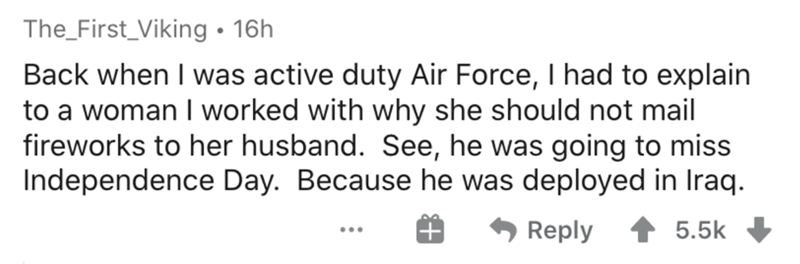 The_First_Viking • 16h
Back when I was active duty Air Force, I had to explain
to a woman I worked with why she should not mail
fireworks to her husband.  See, he was going to miss
Independence Day.  Because he was deployed in Iraq.
... Reply 5.5k